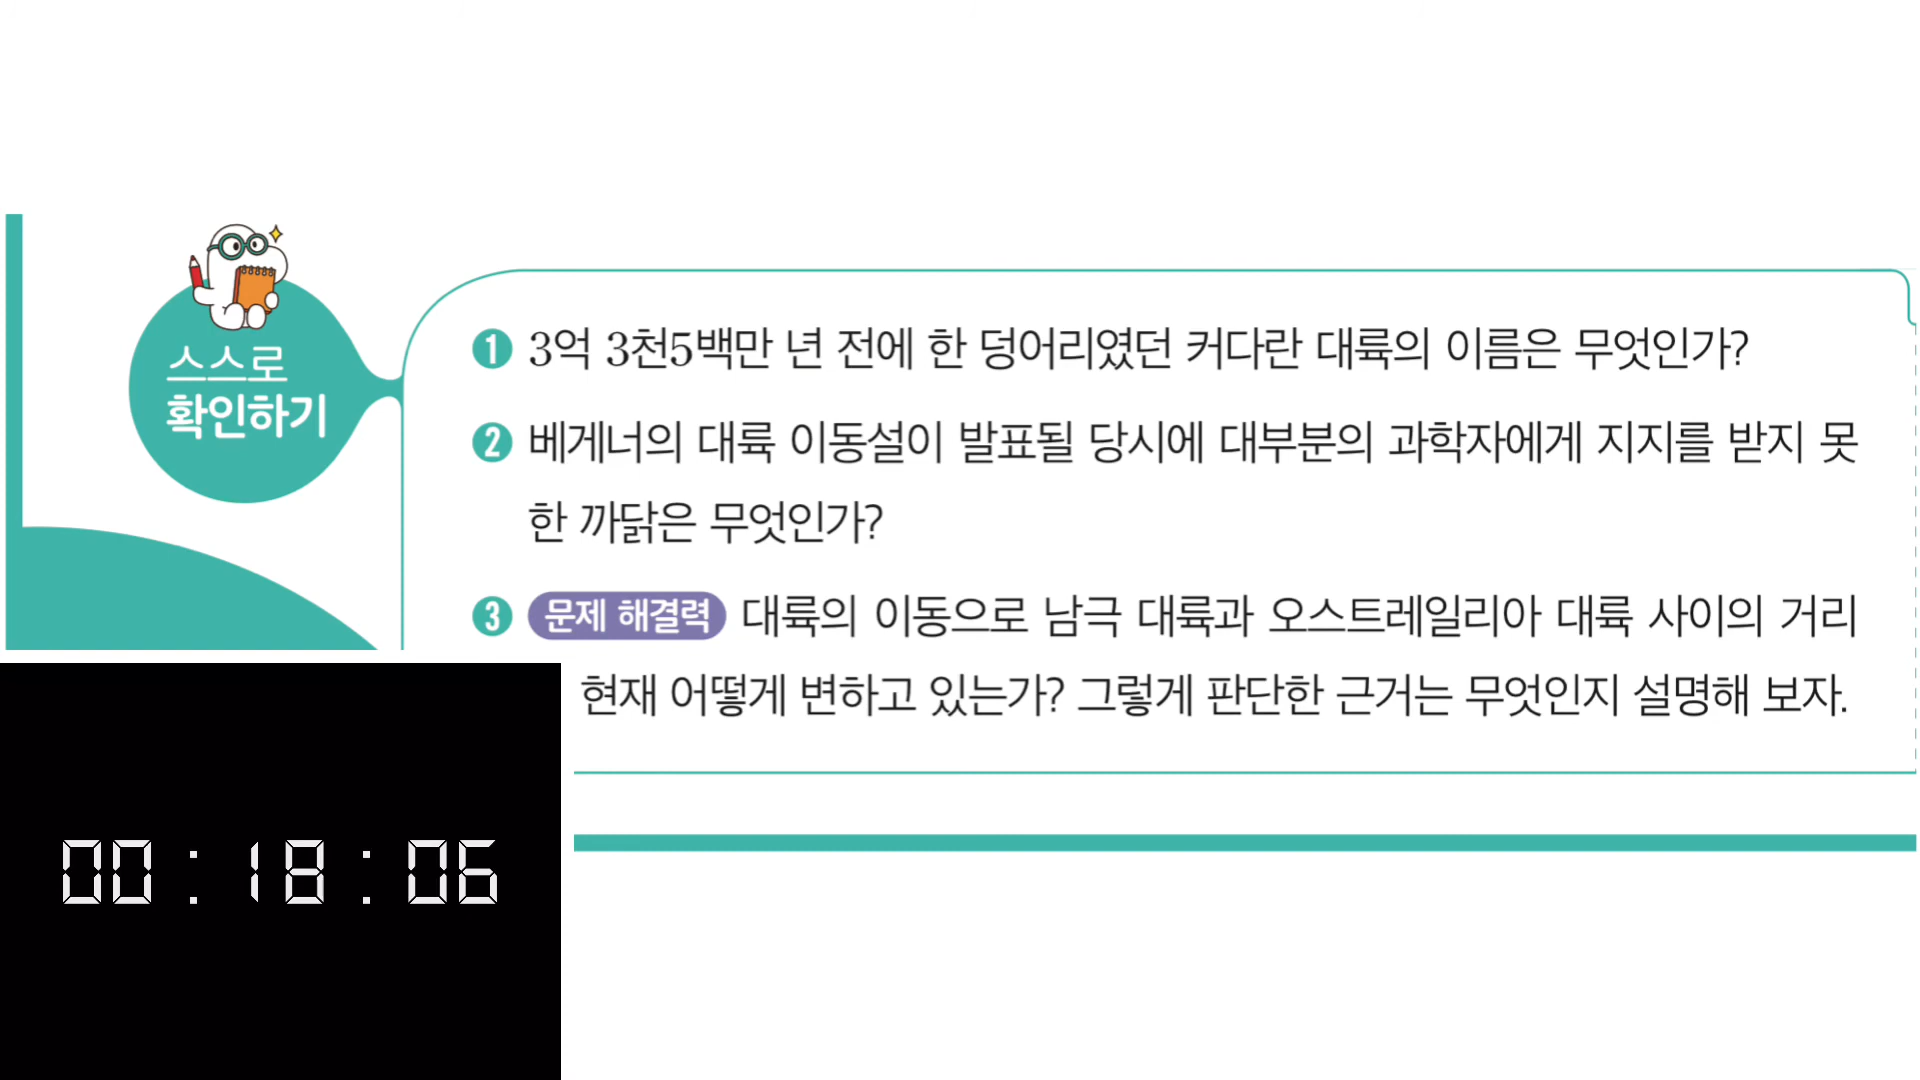 스스로
확인하기
1 3억 3천5백만 년 전에 한 덩어리였던 커다란 대륙의 이름은 무엇인가?
2 베게너의 대륙 이동설이 발표될 당시에 대부분의 과학자에게 지지를 받지 못
한 까닭은 무엇인가?
3 문제 해결력 대륙의 이동으로 남극 대륙과 오스트레일리아 대륙 사이의 거리
현재 어떻게 변하고 있는가? 그렇게 판단한 근거는 무엇인지 설명해 보자.
00:18:06